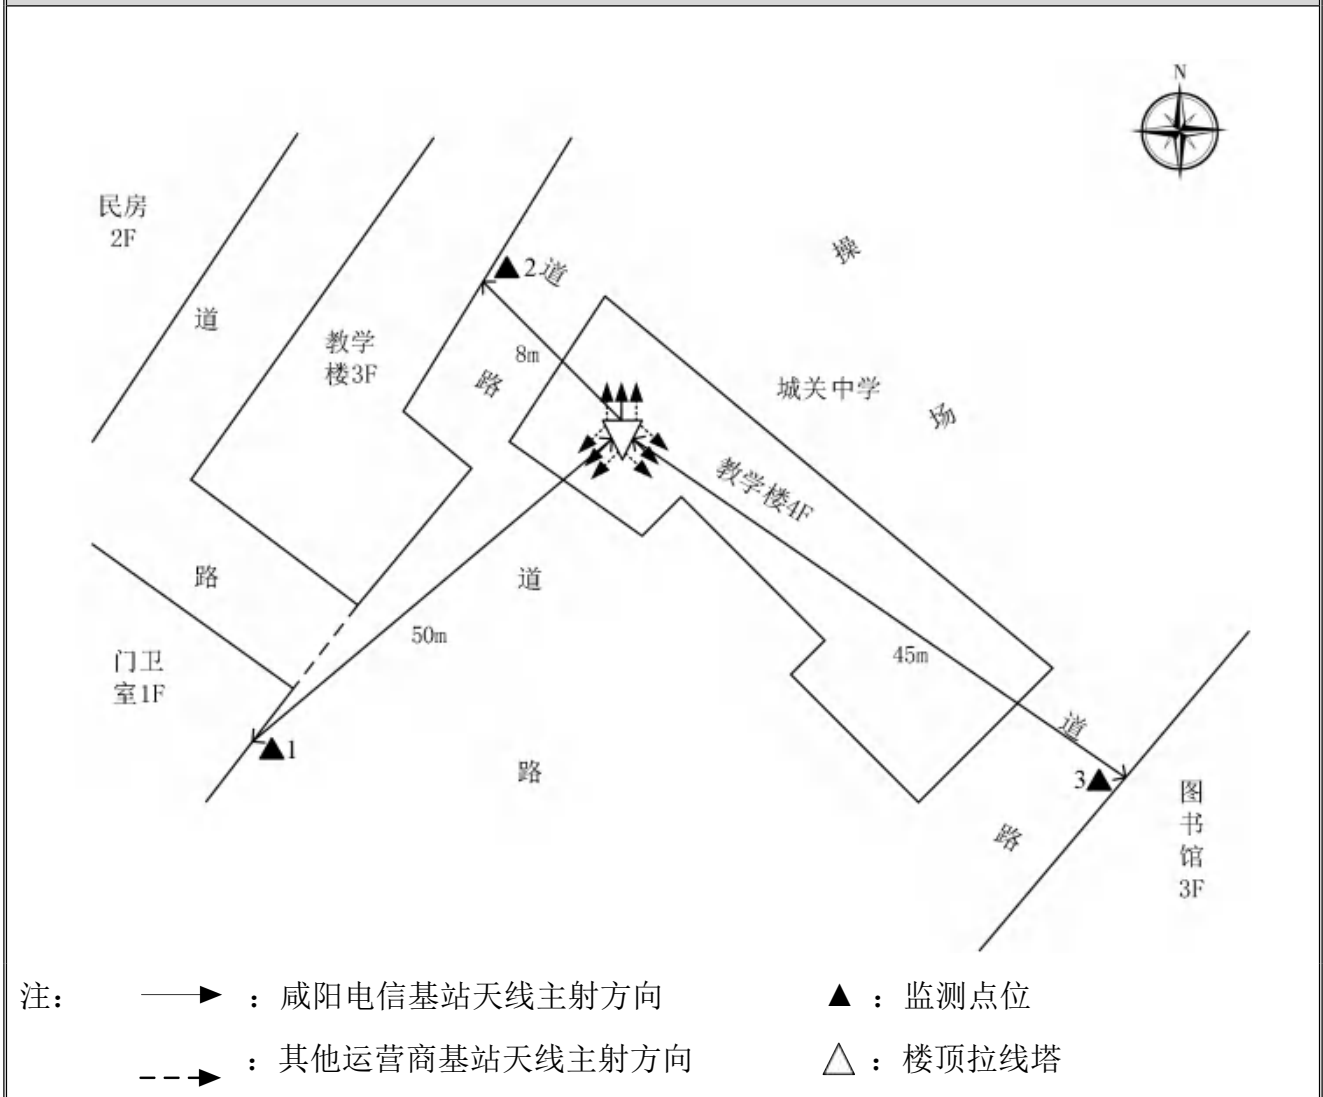 N
民房
2F
操
道
▲2
道
教学
楼3F
8m
路
城关中学
场
教学楼4F
路
道
50m
45m
门卫
室1F
▲1
路
道
3▲
路
图
书
馆
3F
注：
：咸阳电信基站天线主射方向
▲：监测点位
：其他运营商基站天线主射方向
△：楼顶拉线塔